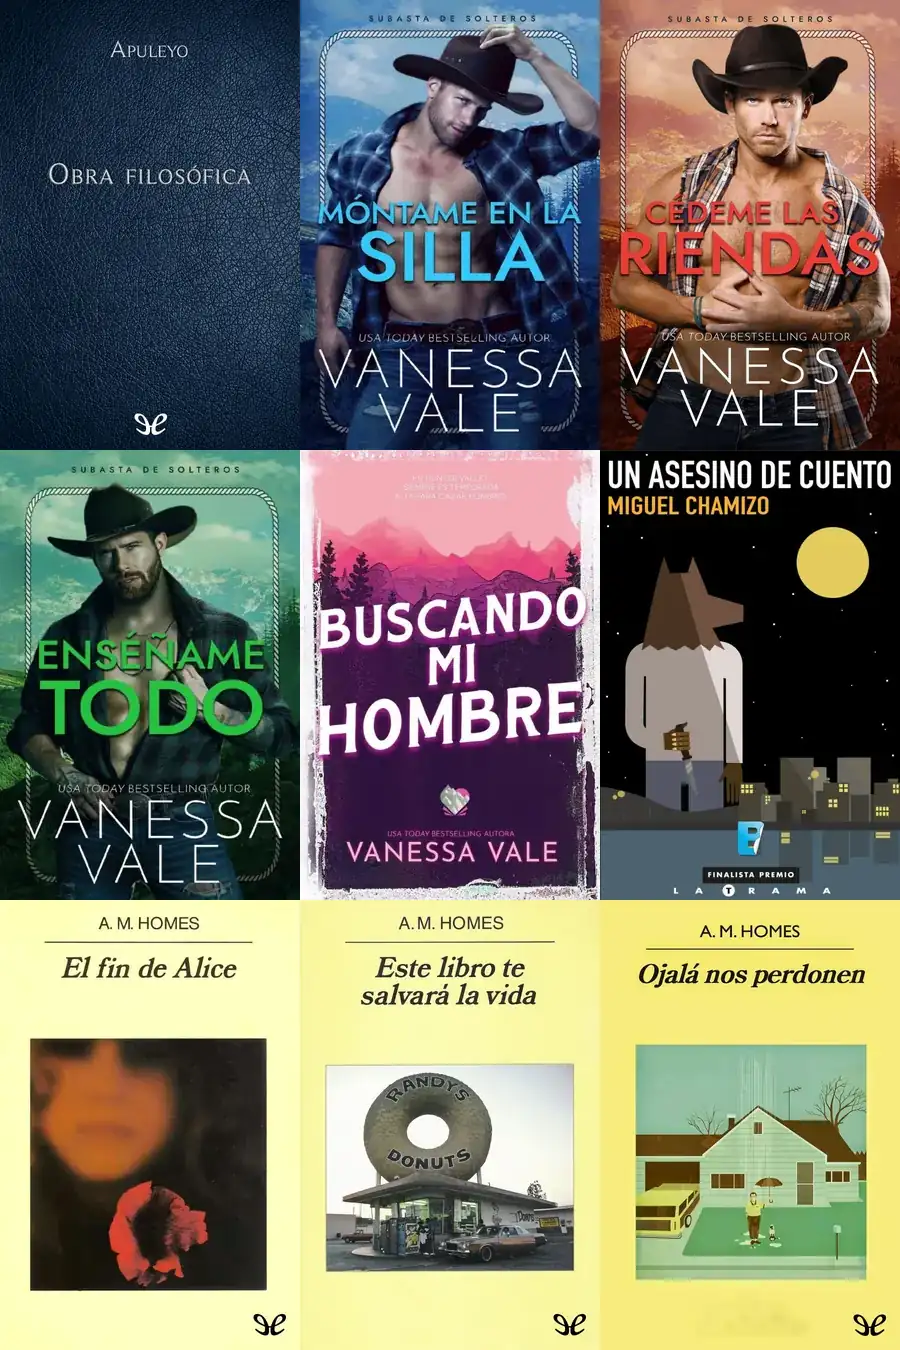 APULEYO
OBRA FILOSÓFICA
SUBASTA DE SOLTEROS
MÓNTAME EN LA
SILLA
USA TODAY BESTSELLING AUTOR
VANESSA
VALE
SUBASTA DE SOLTEROS
CÉDEME LAS
RIENDAS
USA TODAY BESTSELLING AUTOR
VANESSA
VALE
SUBASTA DE SOLTEROS
ENSÉÑAME
TODO
USA TODAY BESTSELLING AUTOR
VANESSA
VALE
BUSCANDO
MI
HOMBRE
USA TODAY BESTSELLING AUTORA
VANESSA VALE
UN ASESINO DE CUENTO
MIGUEL CHAMIZO
B
FINALISTA PREMIO
LA TRAMA
A. M. HOMES
El fin de Alice
A. M. HOMES
Este libro te
salvará la vida
RANDY'S
DONUTS
A. M. HOMES
Ojalá nos perdonen